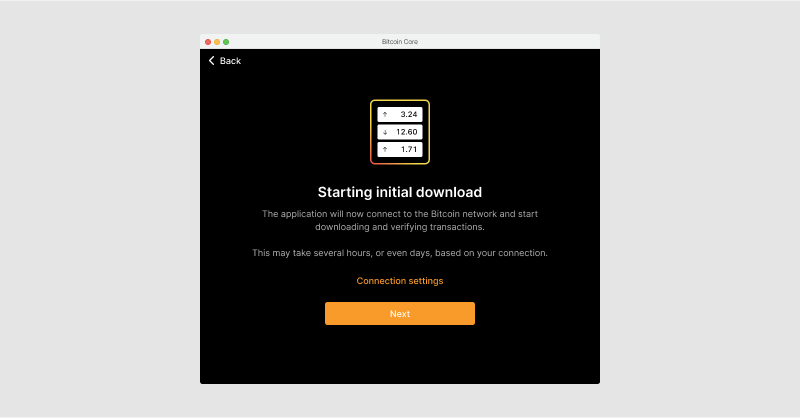 Bitcoin Core
Back
↑ 3.24
↓ 12.60
↑ 1.71
Starting initial download
The application will now connect to the Bitcoin network and start
downloading and verifying transactions.
This may take several hours, or even days, based on your connection.
Connection settings
Next